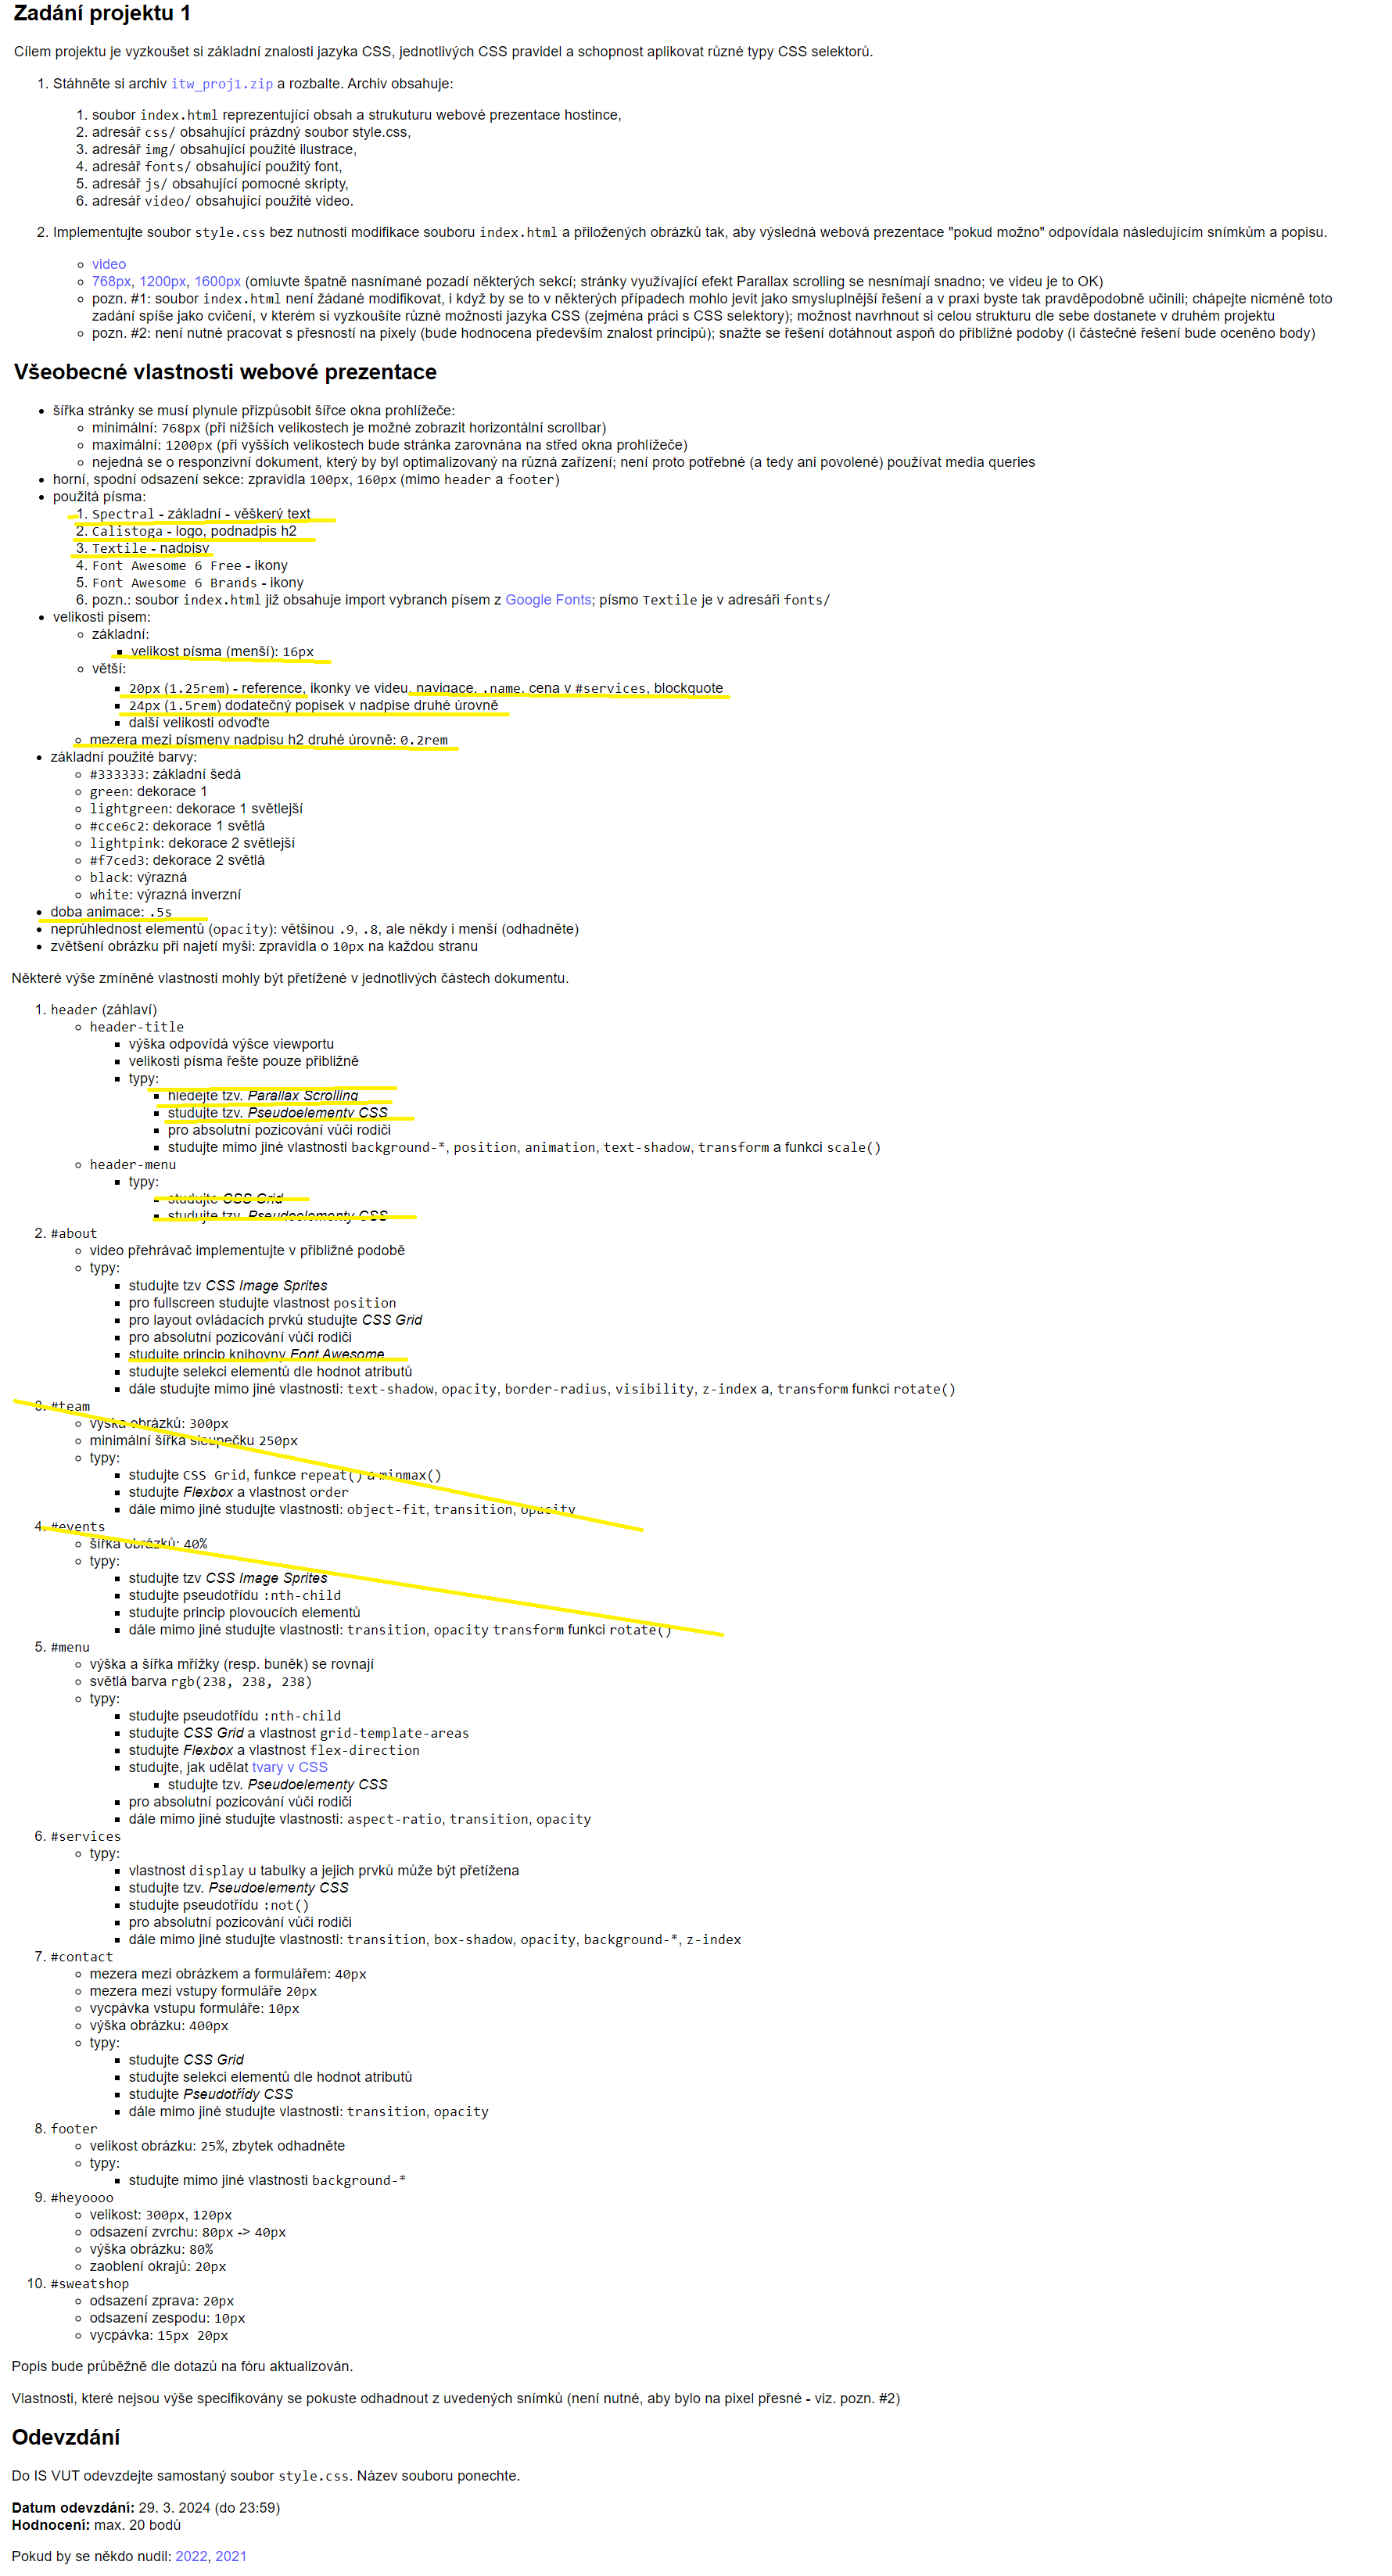 Zadání projektu 1
Cílem projektu je vyzkoušet si základní znalosti jazyka CSS, jednotlivých CSS pravidel a schopnost aplikovat různé typy CSS selektorů.
1. Stáhněte si archiv itw_proj1.zip a rozbalte. Archiv obsahuje:
1. soubor index.html reprezentující obsah a strukuturu webové prezentace hostince,
2. adresář css/ obsahující prázdný soubor style.css,
3. adresář img/ obsahující použité ilustrace,
4. adresář fonts/ obsahující použitý font,
5. adresář js/ obsahující pomocné skripty,
6. adresář video/ obsahující použité video.
2. Implementujte soubor style.css bez nutnosti modifikace souboru index.html a přiložených obrázků tak, aby výsledná webová prezentace "pokud možno" odpovídala následujícím snímkům a popisu.
◦ video
◦ 768px, 1200px, 1600px (omluvte špatně nasnímané pozadí některých sekcí; stránky využívající efekt Parallax scrolling se nesnímají snadno; ve videu je to OK)
◦ pozn. #1: soubor index.html není žádané modifikovat, i když by se to v některých případech mohlo jevit jako smysluplnější řešení a v praxi byste tak pravděpodobně učinili; chápejte nicméně toto
zadání spíše jako cvičení, v kterém si vyzkoušíte různé možnosti jazyka CSS (zejména práci s CSS selektory); možnost navrhnout si celou strukturu dle sebe dostanete v druhém projektu
◦ pozn. #2: není nutné pracovat s přesností na pixely (bude hodnocena především znalost principů); snažte se řešení dotáhnout aspoň do přibližné podoby (i částečné řešení bude oceněno body)
Všeobecné vlastnosti webové prezentace
• šířka stránky se musí plynule přizpůsobit šířce okna prohlížeče:
◦ minimální: 768px (při nižších velikostech je možné zobrazit horizontální scrollbar)
◦ maximální: 1200px (při vyšších velikostech bude stránka zarovnána na střed okna prohlížeče)
◦ nejedná se o responzivní dokument, který by byl optimalizovaný na různá zařízení; není proto potřebné (a tedy ani povolené) používat media queries
• horní, spodní odsazení sekce: zpravidla 100px, 160px (mimo header a footer)
• použitá písma:
1. Spectral - základní - věškerý text
2. Calistoga - logo, podnadpis h2
3. Textile - nadpisy
4. Font Awesome 6 Free - ikony
5. Font Awesome 6 Brands - ikony
6. pozn.: soubor index.html již obsahuje import vybranch písem z Google Fonts; písmo Textile je v adresáři fonts/
• velikosti písem:
◦ základní:
▪ velikost písma (menší): 16px
◦ větší:
▪ 20px (1.25rem) - reference, ikonky ve videu, navigace, .name, cena v #services, blockquote
▪ 24px (1.5rem) dodatečný popisek v nadpise druhé úrovně
▪ další velikosti odvoďte
◦ mezera mezi písmeny nadpisu h2 druhé úrovně: 0.2rem
• základní použité barvy:
◦ #333333: základní šedá
◦ green: dekorace 1
◦ lightgreen: dekorace 1 světlejší
◦ #cce6c2: dekorace 1 světlá
◦ lightpink: dekorace 2 světlejší
◦ #f7ced3: dekorace 2 světlá
◦ black: výrazná
◦ white: výrazná inverzní
• doba animace: .5s
• neprůhlednost elementů (opacity): většinou .9, .8, ale někdy i menší (odhadněte)
• zvětšení obrázku při najetí myši: zpravidla o 10px na každou stranu
Některé výše zmíněné vlastnosti mohly být přetížené v jednotlivých částech dokumentu.
1. header (záhlaví)
◦ header-title
▪ výška odpovídá výšce viewportu
▪ velikosti písma řešte pouze přibližně
▪ typy:
▪ hledejte tzv. Parallax Scrolling
▪ studujte tzv. Pseudoelementy CSS
▪ pro absolutní pozicování vůči rodiči
▪ studujte mimo jiné vlastnosti background-*, position, animation, text-shadow, transform a funkci scale()
◦ header-menu
▪ typy:
▪ studujte CSS Grid
▪ studujte tzv. Pseudoelementy CSS
2. #about
◦ video přehrávač implementujte v přibližné podobě
◦ typy:
▪ studujte tzv CSS Image Sprites
▪ pro fullscreen studujte vlastnost position
▪ pro layout ovládacích prvků studujte CSS Grid
▪ pro absolutní pozicování vůči rodiči
▪ studujte princip knihovny Font Awesome
▪ studujte selekci elementů dle hodnot atributů
▪ dále studujte mimo jiné vlastnosti: text-shadow, opacity, border-radius, visibility, z-index a, transform funkci rotate()
3. #team
◦ výška obrázků: 300px
◦ minimální šířka sloupečku 250px
◦ typy:
▪ studujte CSS Grid, funkce repeat() a minmax()
▪ studujte Flexbox a vlastnost order
▪ dále mimo jiné studujte vlastnosti: object-fit, transition, opacity
4. #events
◦ šířka obrázků: 40%
◦ typy:
▪ studujte tzv CSS Image Sprites
▪ studujte pseudotřídu :nth-child
▪ studujte princip plovoucích elementů
▪ dále mimo jiné studujte vlastnosti: transition, opacity transform funkci rotate()
5. #menu
◦ výška a šířka mřížky (resp. buněk) se rovnají
◦ světlá barva rgb(238, 238, 238)
◦ typy:
▪ studujte pseudotřídu :nth-child
▪ studujte CSS Grid a vlastnost grid-template-areas
▪ studujte Flexbox a vlastnost flex-direction
▪ studujte, jak udělat tvary v CSS
▪ studujte tzv. Pseudoelementy CSS
▪ pro absolutní pozicování vůči rodiči
▪ dále mimo jiné studujte vlastnosti: aspect-ratio, transition, opacity
6. #services
◦ typy:
▪ vlastnost display u tabulky a jejich prvků může být přetížena
▪ studujte tzv. Pseudoelementy CSS
▪ studujte pseudotřídu :not()
▪ pro absolutní pozicování vůči rodiči
▪ dále mimo jiné studujte vlastnosti: transition, box-shadow, opacity, background-*, z-index
7. #contact
◦ mezera mezi obrázkem a formulářem: 40px
◦ mezera mezi vstupy formuláře 20px
◦ vycpávka vstupu formuláře: 10px
◦ výška obrázku: 400px
◦ typy:
▪ studujte CSS Grid
▪ studujte selekci elementů dle hodnot atributů
▪ studujte Pseudotřídy CSS
▪ dále mimo jiné studujte vlastnosti: transition, opacity
8. footer
◦ velikost obrázku: 25%, zbytek odhadněte
◦ typy:
▪ studujte mimo jiné vlastnosti background-*
9. #heyoooo
◦ velikost: 300px, 120px
◦ odsazení zvrchu: 80px -> 40px
◦ výška obrázku: 80%
◦ zaoblení okrajů: 20px
10. #sweatshop
◦ odsazení zprava: 20px
◦ odsazení zespodu: 10px
◦ vycpávka: 15px 20px
Popis bude průběžně dle dotazů na fóru aktualizován.
Vlastnosti, které nejsou výše specifikovány se pokuste odhadnout z uvedených snímků (není nutné, aby bylo na pixel přesné - viz. pozn. #2)
Odevzdání
Do IS VUT odevzdejte samostaný soubor style.css. Název souboru ponechte.
Datum odevzdání: 29. 3. 2024 (do 23:59)
Hodnocení: max. 20 bodů
Pokud by se někdo nudil: 2022, 2021